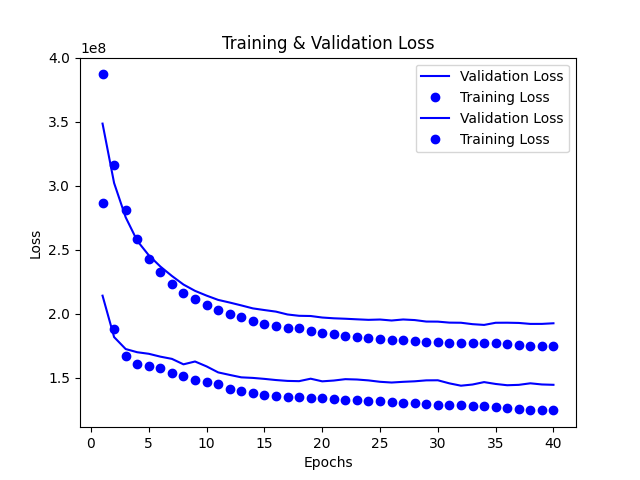 Training & Validation Loss
1e8
4.0
3.5
3.0
2.5
2.0
1.5
Loss
Validation Loss
Training Loss
Validation Loss
Training Loss
0 5 10 15 20 25 30 35 40
Epochs